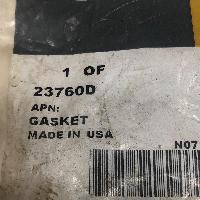 1 OF
23760D
APN:
GASKET
MADE IN USA
N07